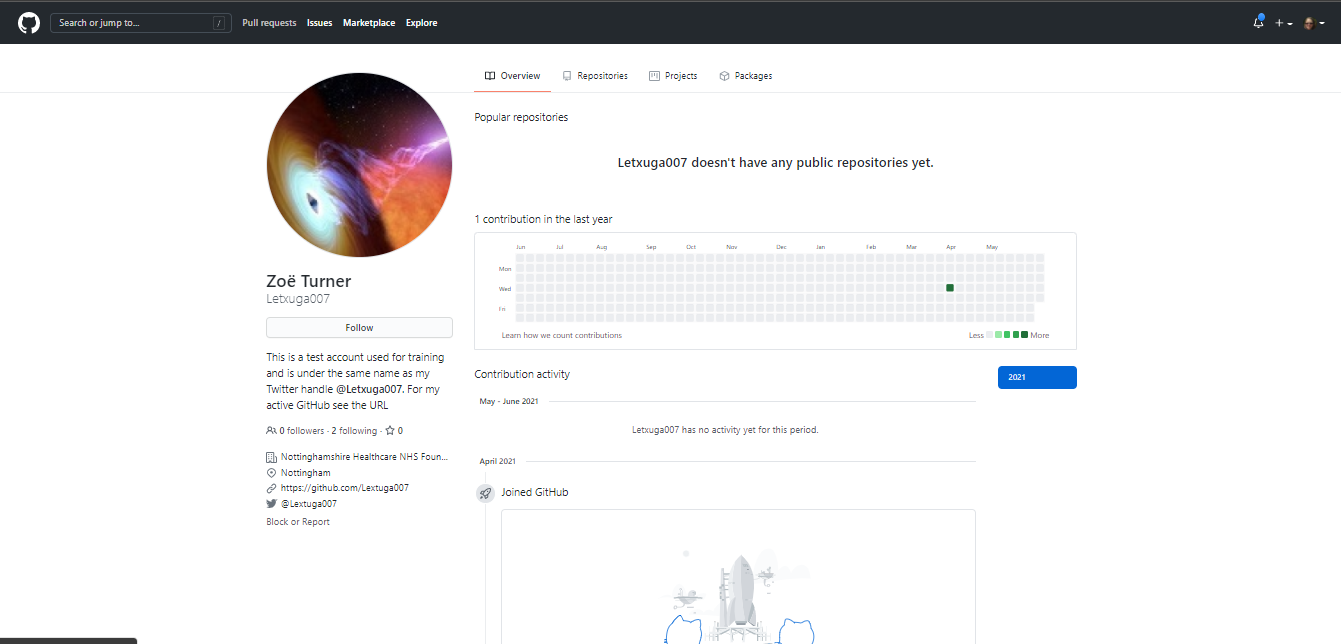 Search or jump to...
/
Pull requests
Issues
Marketplace
Explore
Overview
Repositories
Projects
Packages
Zoë Turner
Letxuga007
Follow
This is a test account used for training
and is under the same name as my
Twitter handle @Letxuga007. For my
active GitHub see the URL
0 followers · 2 following · 0
Nottinghamshire Healthcare NHS Foun...
Nottingham
https://github.com/Lextuga007
@Lextuga007
Block or Report
Popular repositories
Letxuga007 doesn't have any public repositories yet.
1 contribution in the last year
Jun Jul Aug Sep Oct Nov Dec Jan Feb Mar Apr May
Mon
Wed
Fri
Learn how we count contributions
Less More
Contribution activity
2021
May - June 2021
Letxuga007 has no activity yet for this period.
April 2021
Joined GitHub